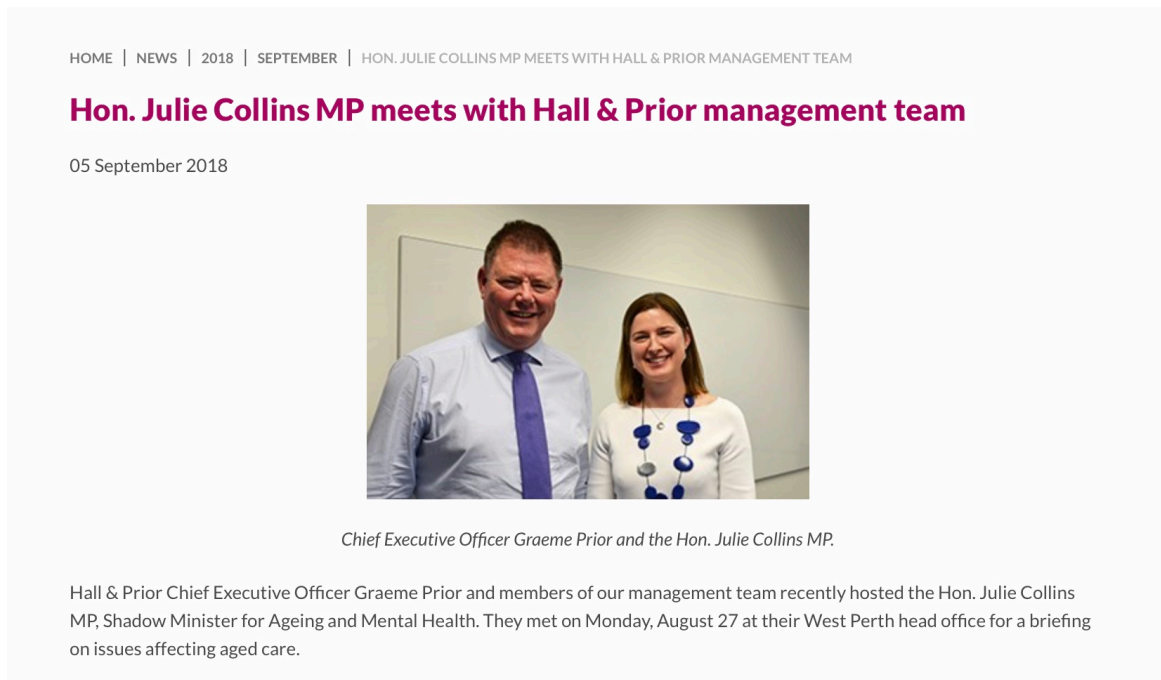 HOME | NEWS | 2018 | SEPTEMBER | HON. JULIE COLLINS MP MEETS WITH HALL & PRIOR MANAGEMENT TEAM
Hon. Julie Collins MP meets with Hall & Prior management team
05 September 2018
Chief Executive Officer Graeme Prior and the Hon. Julie Collins MP.
Hall & Prior Chief Executive Officer Graeme Prior and members of our management team recently hosted the Hon. Julie Collins
MP, Shadow Minister for Ageing and Mental Health. They met on Monday, August 27 at their West Perth head office for a briefing
on issues affecting aged care.